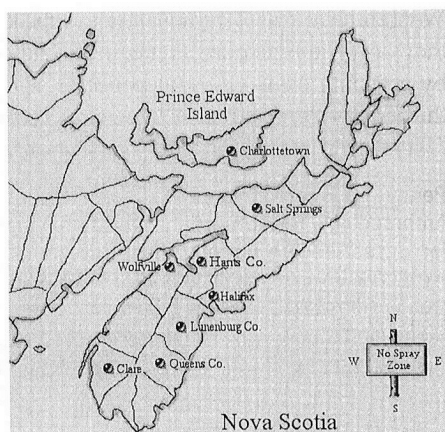 Prince Edward
Island
Charlottetown
Salt Springs
Wolfville
Hants Co.
Halifax
Lunenburg Co.
Clare
Queens Co.
N
W
No Spray
Zone
E
S
Nova Scotia